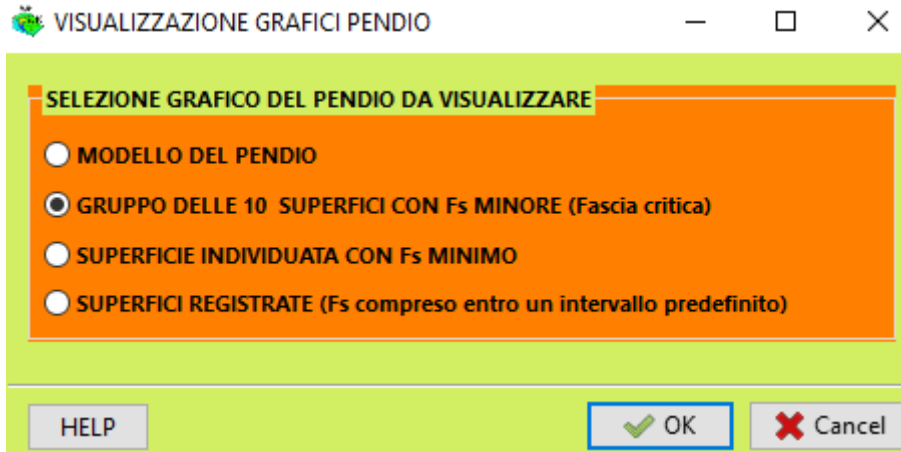 VISUALIZZAZIONE GRAFICI PENDIO
SELEZIONE GRAFICO DEL PENDIO DA VISUALIZZARE
MODELLO DEL PENDIO
GRUPPO DELLE 10 SUPERFICI CON Fs MINORE (Fascia critica)
SUPERFICIE INDIVIDUATA CON Fs MINIMO
SUPERFICI REGISTRATE (Fs compreso entro un intervallo predefinito)
HELP
OK
Cancel